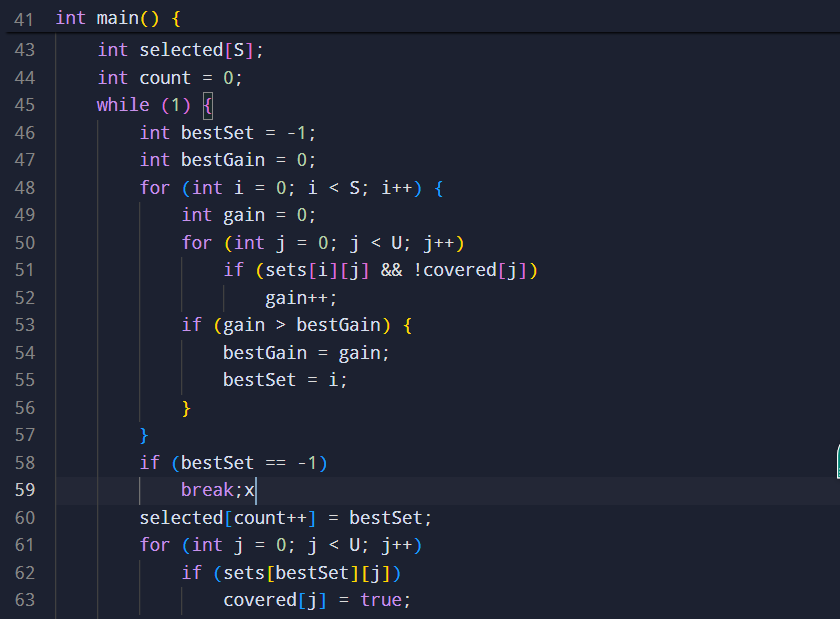 41 int main() {
43 int selected[S];
44 int count = 0;
45 while (1) {
46 int bestSet = -1;
47 int bestGain = 0;
48 for (int i = 0; i < S; i++) {
49 int gain = 0;
50 for (int j = 0; j < U; j++)
51 if (sets[i][j] && !covered[j])
52 gain++;
53 if (gain > bestGain) {
54 bestGain = gain;
55 bestSet = i;
56 }
57 }
58 if (bestSet == -1)
59 break;x
60 selected[count++] = bestSet;
61 for (int j = 0; j < U; j++)
62 if (sets[bestSet][j])
63 covered[j] = true;